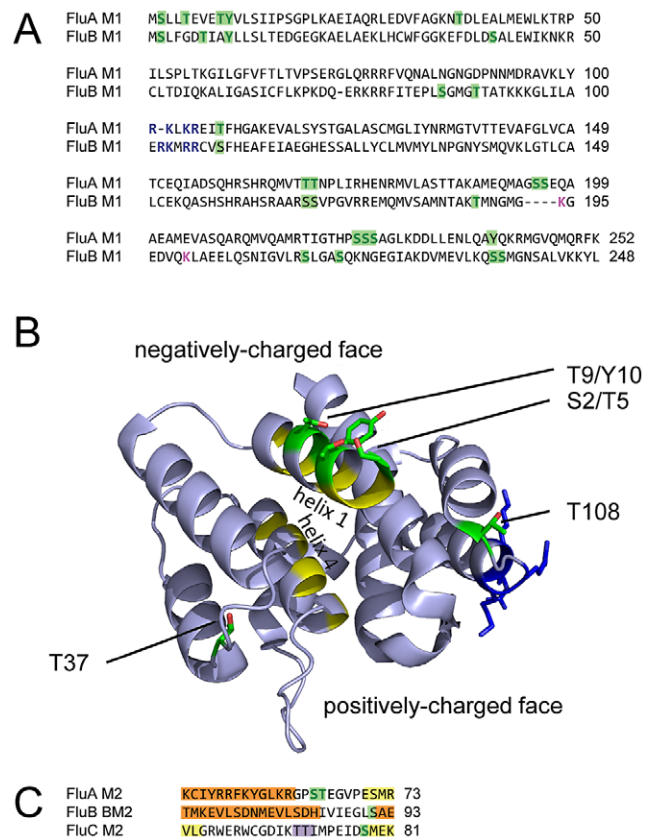 A
FluA M1 MSLLTEVETYVLSIIPSGPLKAEIAQRLEDVFAGKNTDLEALMEWLKTRP 50
FluB M1 MSLFGDTIAYLLSLTEDGEGKAELAEKLHCWFGGKEFDLDSALEWIKNKR 50
FluA M1 ILSPLTKGILGFVFTLTVPSERGLQRRRFVQNALNGNGDPNNMDRAVKLY 100
FluB M1 CLTDIQKALIGASICFLKPKDQ-ERKRRFITEPLSGMGTTATKKKGLILA 100
FluA M1 R-KLKREITFHGAKEVALSYSTGALASCMGLIYNRMGTVTTEVAFGLVCA 149
FluB M1 ERKMRRCVSFHEAFEIAEGHESSALLYCLMVMYLNPGNYSMQVKLGTLCA 149
FluA M1 TCEQIADSQHRSHRQMVTTTNPLIRHENRMVLASTTAKAMEQMAGSSEQA 199
FluB M1 LCEKQASHSHRAHSRAARSSVPGVRREMQMVSAMNTAKTMNGMG----KG 195
FluA M1 AEAMEVASQARQMVQAMRTIGTHPSSSAGLKDDLLENLQAYQKRMGVQMQRFK 252
FluB M1 EDVQKLAEELQSNIGVLRSLGASQKNGEGIAKDVMEVLKQSSMGNSALVKKYL 248
B
negatively-charged face
T9/Y10
S2/T5
helix 1
helix 4
T108
T37
positively-charged face
C
FluA M2 KCIYRRFKYGLKRGPSTEGVPESMR 73
FluB BM2 TMKEVLSDNMEVLSDHIVIEGLSAE 93
FluC M2 VLGRWERWCGDIKTTIMPEIDSMEK 81